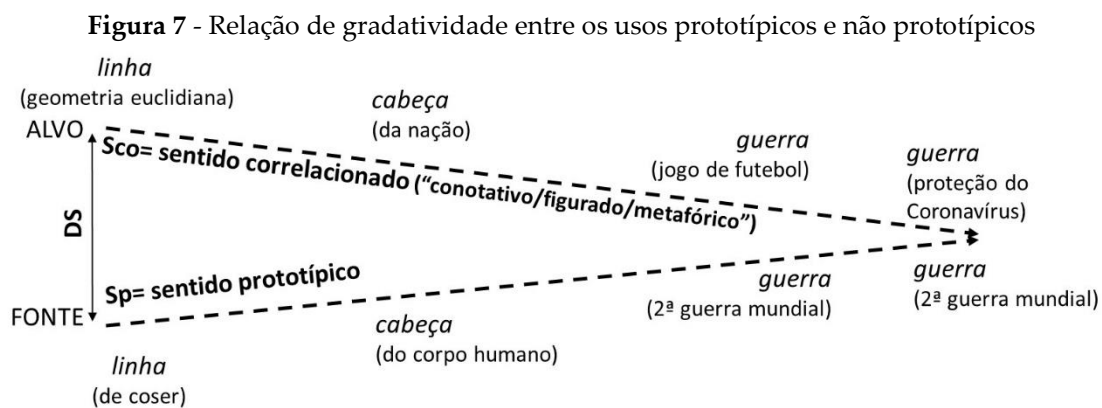 Figura 7 - Relação de gradatividade entre os usos prototípicos e não prototípicos
linha
(geometria euclidiana)
ALVO
cabeça
(da nação)
guerra
(jogo de futebol)
guerra
(proteção do
Coronavírus)
Sco= sentido correlacionado (“conotativo/figurado/metafórico”)
DS
Sp= sentido prototípico
FONTE
linha
(de coser)
cabeça
(do corpo humano)
guerra
(2ª guerra mundial)
guerra
(2ª guerra mundial)